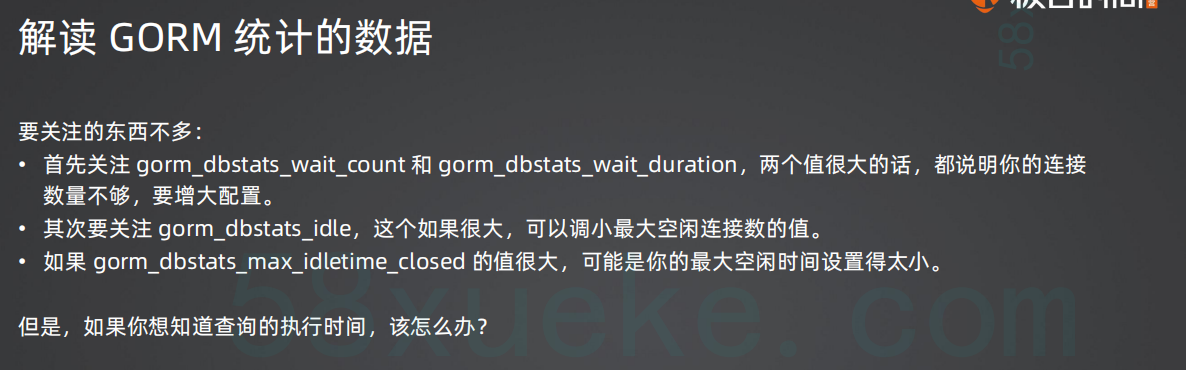 解读 GORM 统计的数据
要关注的东西不多：
• 首先关注 gorm_dbstats_wait_count 和 gorm_dbstats_wait_duration，两个值很大的话，都说明你的连接
数量不够，要增大配置。
• 其次要关注 gorm_dbstats_idle，这个如果很大，可以调小最大空闲连接数的值。
• 如果 gorm_dbstats_max_idletime_closed 的值很大，可能是你的最大空闲时间设置得太小。
但是，如果你想知道查询的执行时间，该怎么办？
58xueke.com
58